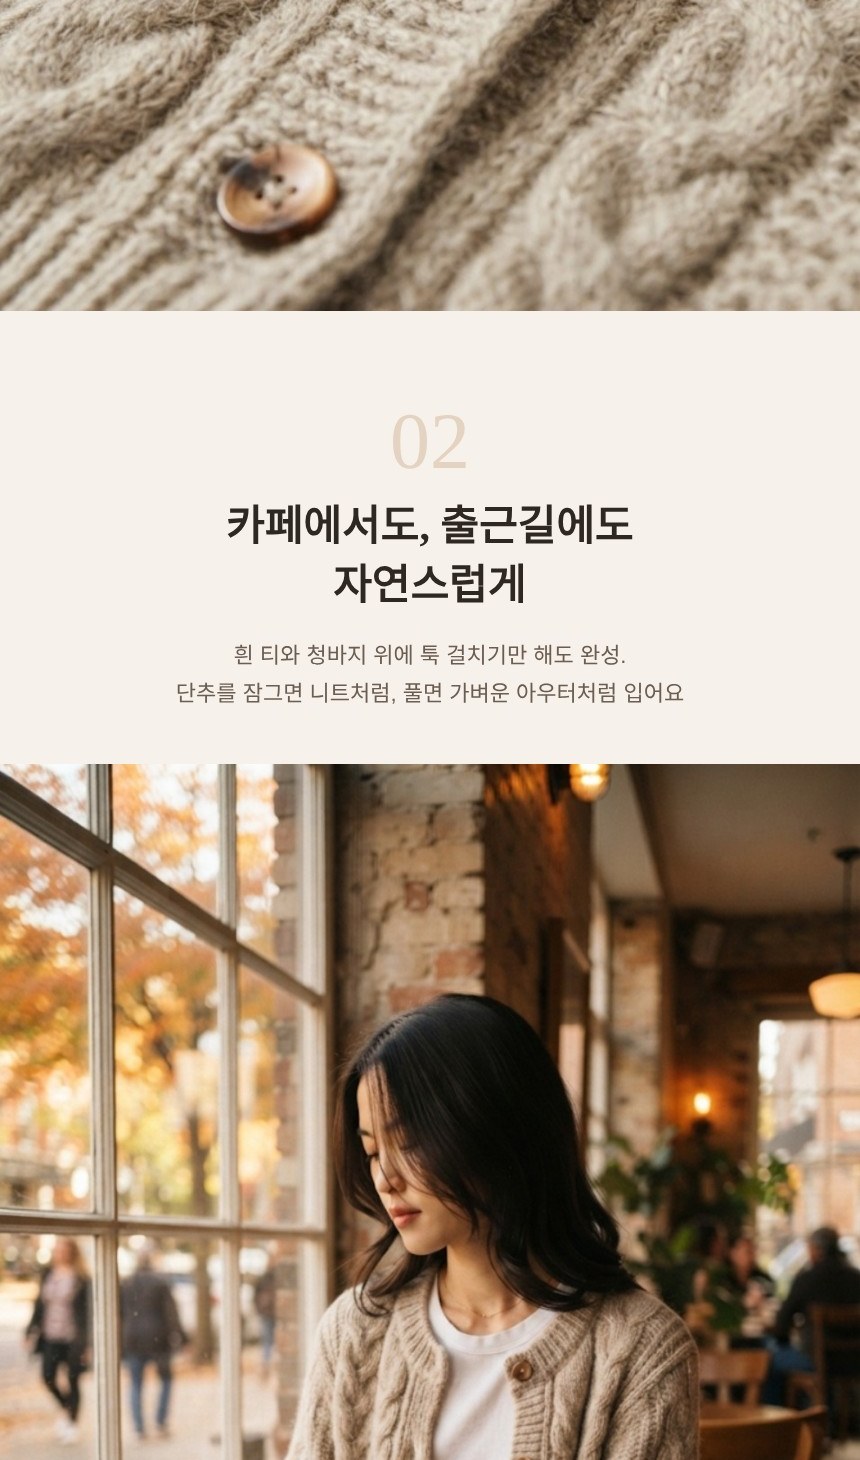 02
카페에서도, 출근길에도
자연스럽게
흰 티와 청바지 위에 툭 걸치기만 해도 완성.
단추를 잠그면 니트처럼, 풀면 가벼운 아우터처럼 입어요